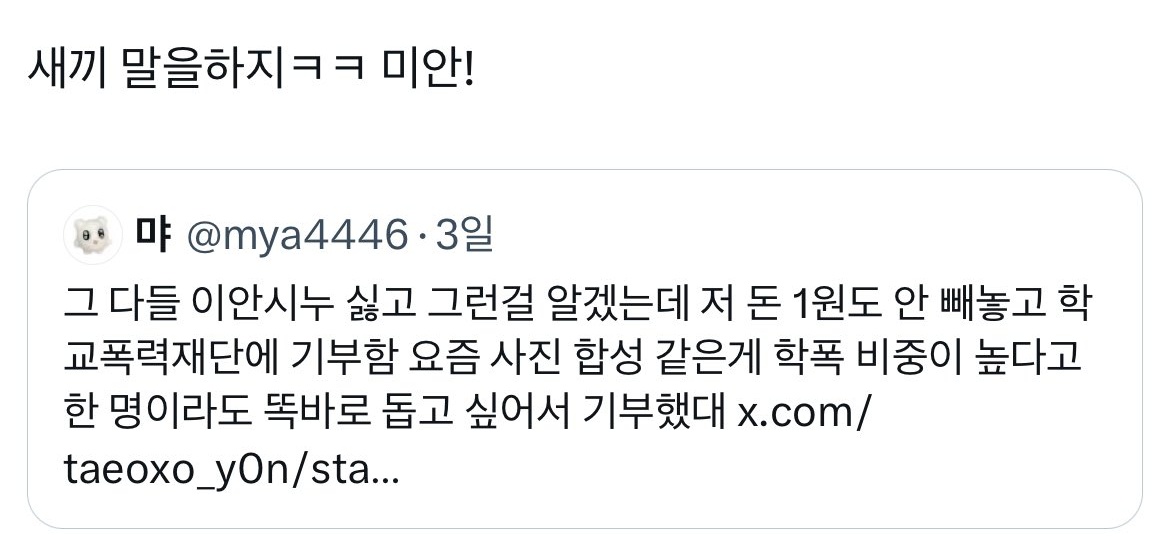 새끼 말을하지ㅋㅋ 미안!
먀 @mya4446·3일
그 다들 이안시누 싫고 그런걸 알겠는데 저 돈 1원도 안 빼놓고 학
교폭력재단에 기부함 요즘 사진 합성 같은게 학폭 비중이 높다고
한 명이라도 똑바로 돕고 싶어서 기부했대 x.com/
taeoxo_y0n/sta...